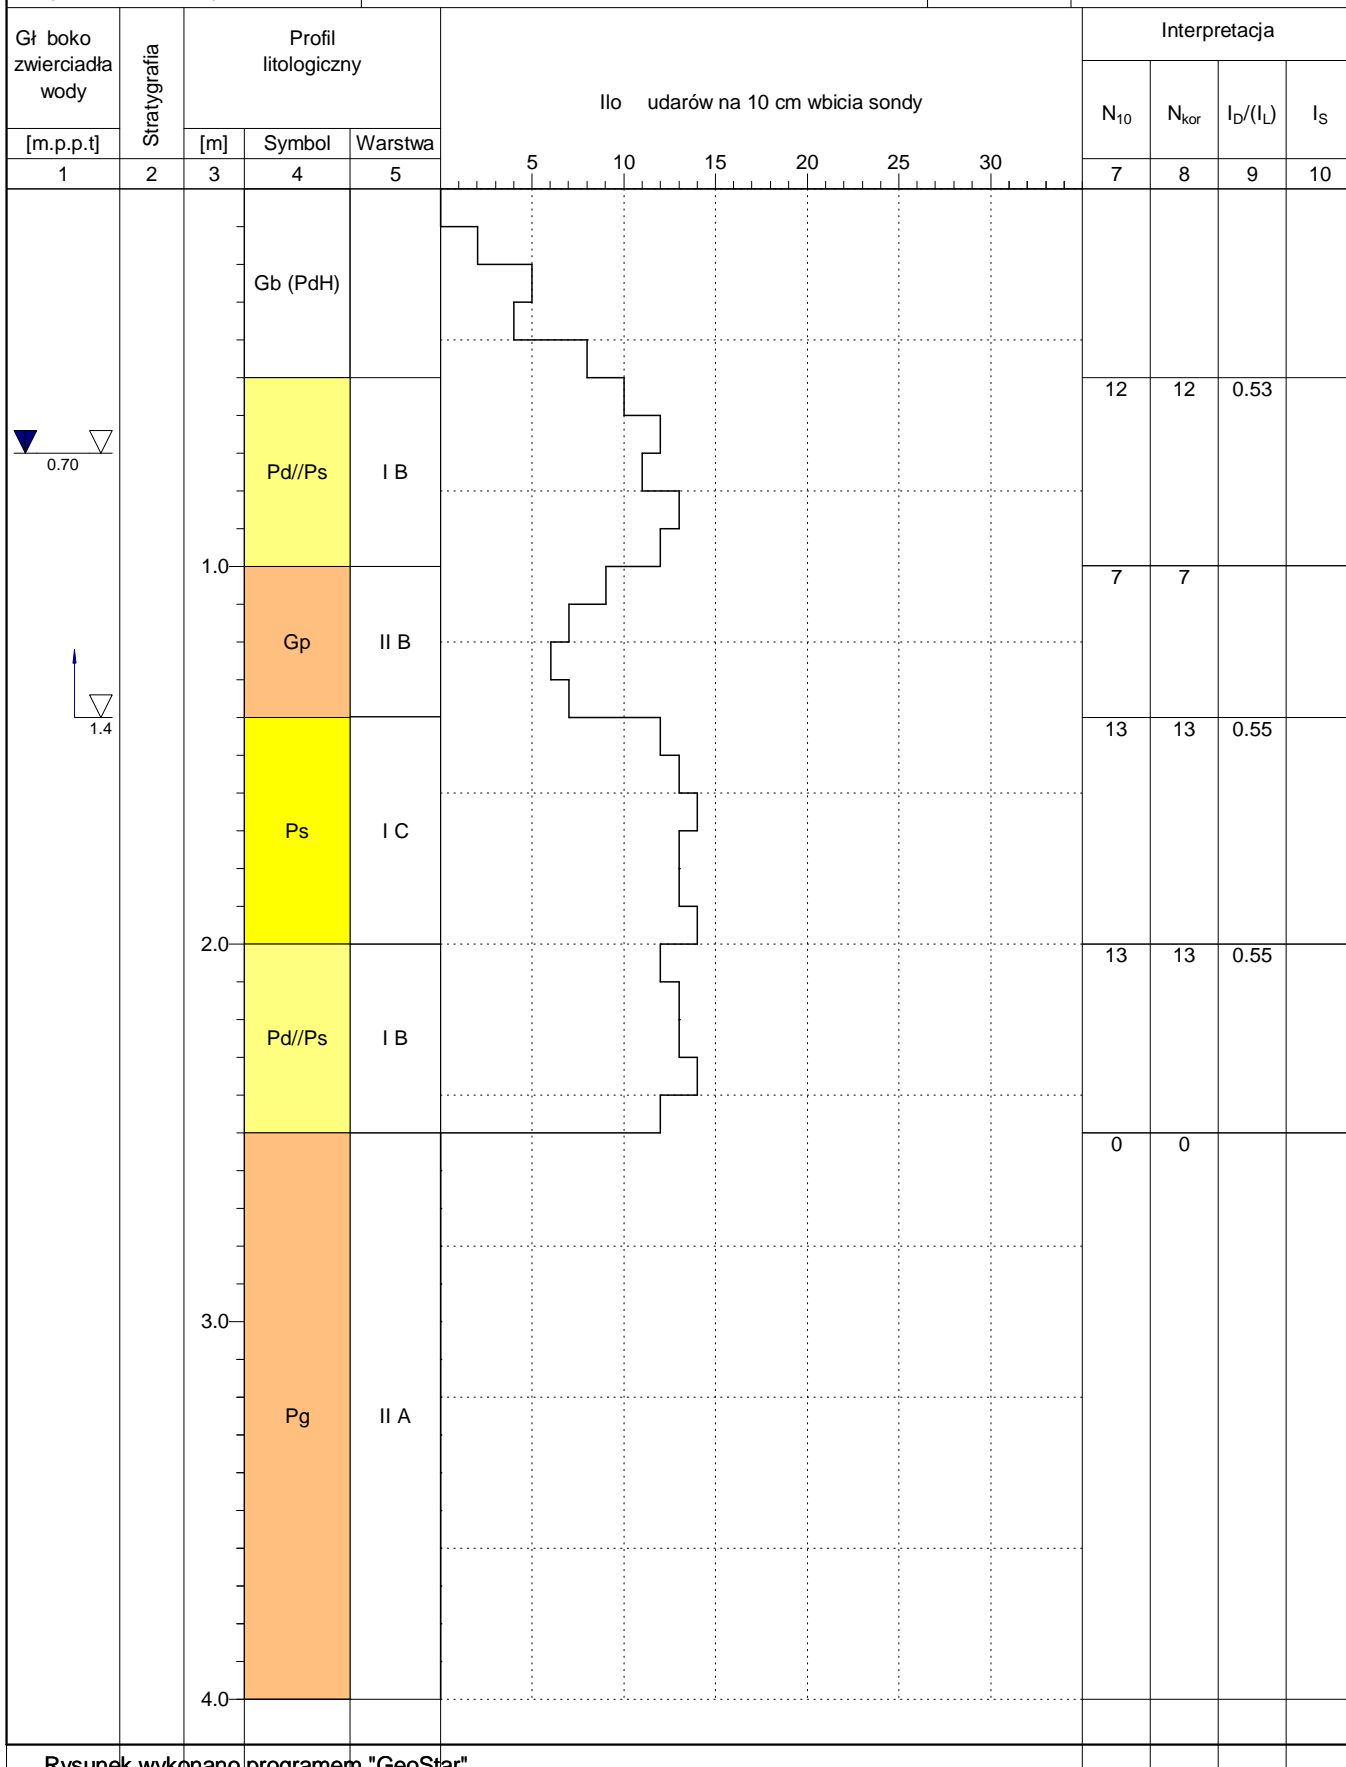 Gł boko
zwierciadła
wody
[m.p.p.t]
1
Stratygrafia
2
Profil
litologiczny
[m] Symbol Warstwa
3 4 5
Ilo udarów na 10 cm wbicia sondy
5 10 15 20 25 30
Interpretacja
N10 Nkor ID/(IL) IS
7 8 9 10
Gb (PdH)
12 12 0.53
0.70
Pd//Ps I B
1.0
7 7
Gp II B
1.4
13 13 0.55
Ps I C
2.0
13 13 0.55
Pd//Ps I B
0 0
3.0
Pg II A
4.0
Rysunek wykonano programem "GeoStar"